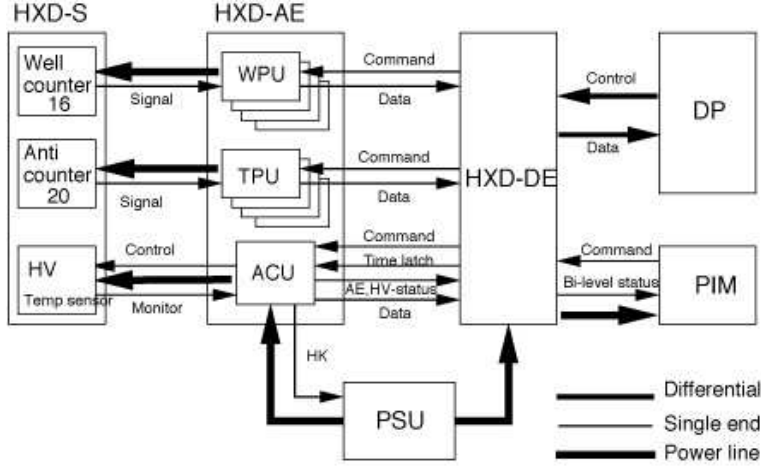 HXD-S
HXD-AE
Well
counter
16
Signal
WPU
Command
Data
Control
Data
DP
Anti
counter
20
Signal
TPU
Command
Data
HXD-DE
HV
Temp sensor
Control
Monitor
ACU
Command
Time latch
AE,HV-status
Data
Command
Bi-level status
PIM
HK
PSU
Differential
Single end
Power line